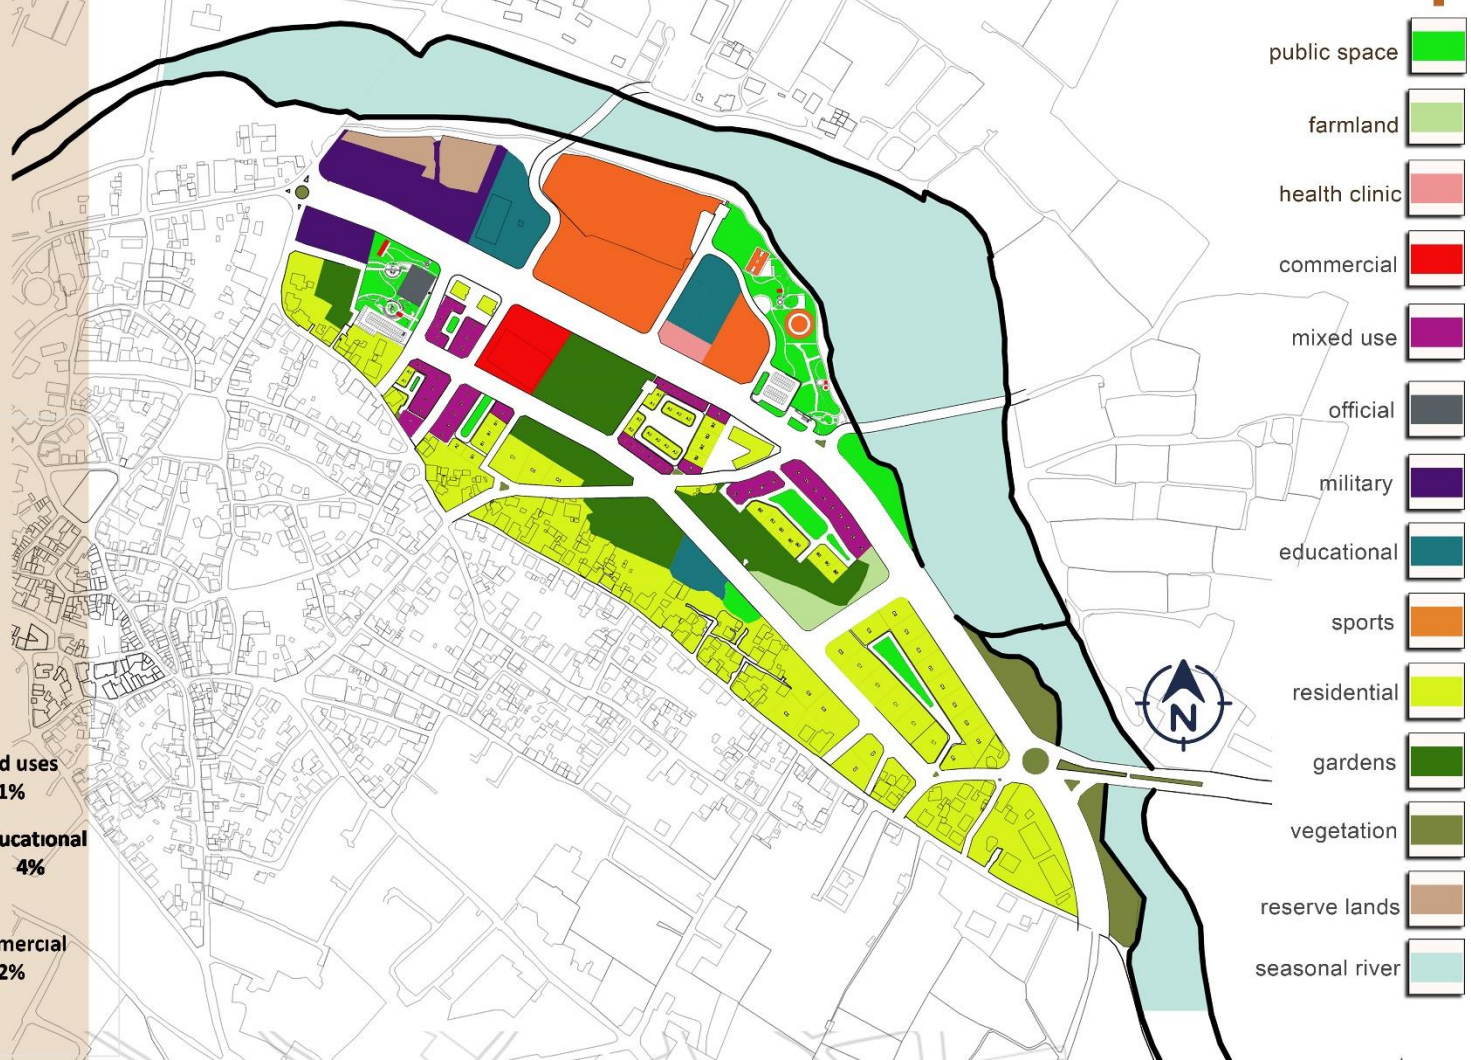 public space
farmland
health clinic
commercial
mixed use
official
military
educational
sports
residential
gardens
vegetation
reserve lands
seasonal river
N
d uses
1%
ucational
4%
mercial
2%